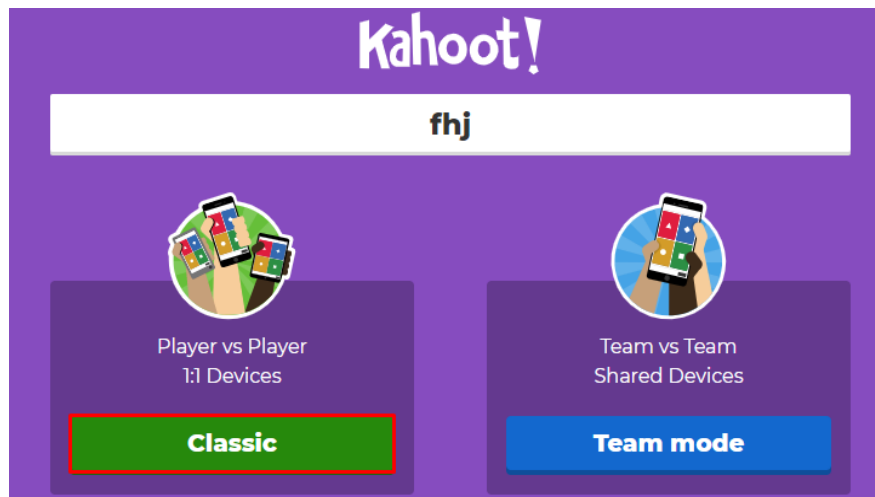 Kahoot!
fhj
Player vs Player
1:1 Devices
Classic
Team vs Team
Shared Devices
Team mode